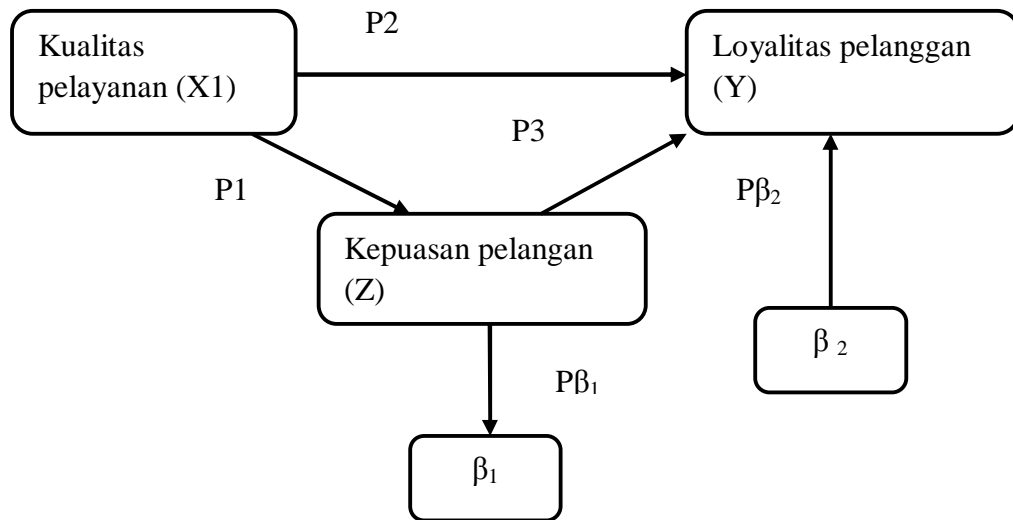 P2
Kualitas
pelayanan (X1)
Loyalitas pelanggan
(Y)
P3
P1
Pβ₂
Kepuasan pelangan
(Z)
β ₂
Pβ₁
β₁